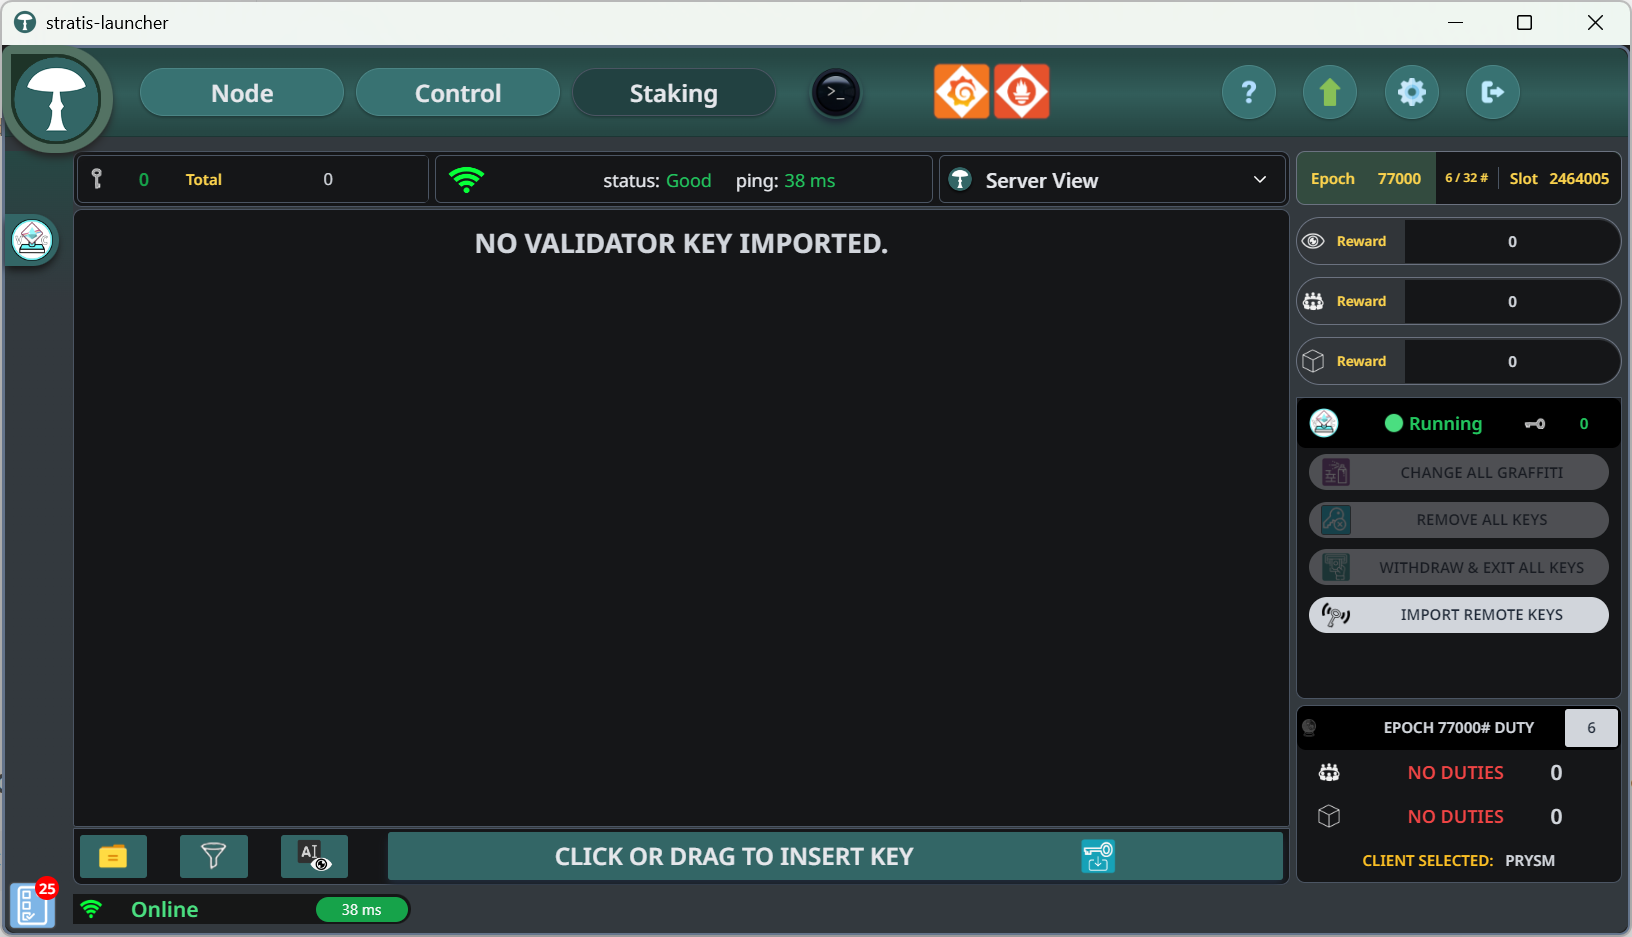 stratis-launcher
Node
Control
Staking
>_
?
0
Total
0
status: Good
ping: 38 ms
Server View
Epoch 77000
6 / 32 #
Slot 2464005
NO VALIDATOR KEY IMPORTED.
Reward
0
Reward
0
Reward
0
Running
0
CHANGE ALL GRAFFITI
REMOVE ALL KEYS
WITHDRAW & EXIT ALL KEYS
IMPORT REMOTE KEYS
EPOCH 77000# DUTY
6
NO DUTIES
0
NO DUTIES
0
CLIENT SELECTED: PRYSM
AI
CLICK OR DRAG TO INSERT KEY
25
Online
38 ms